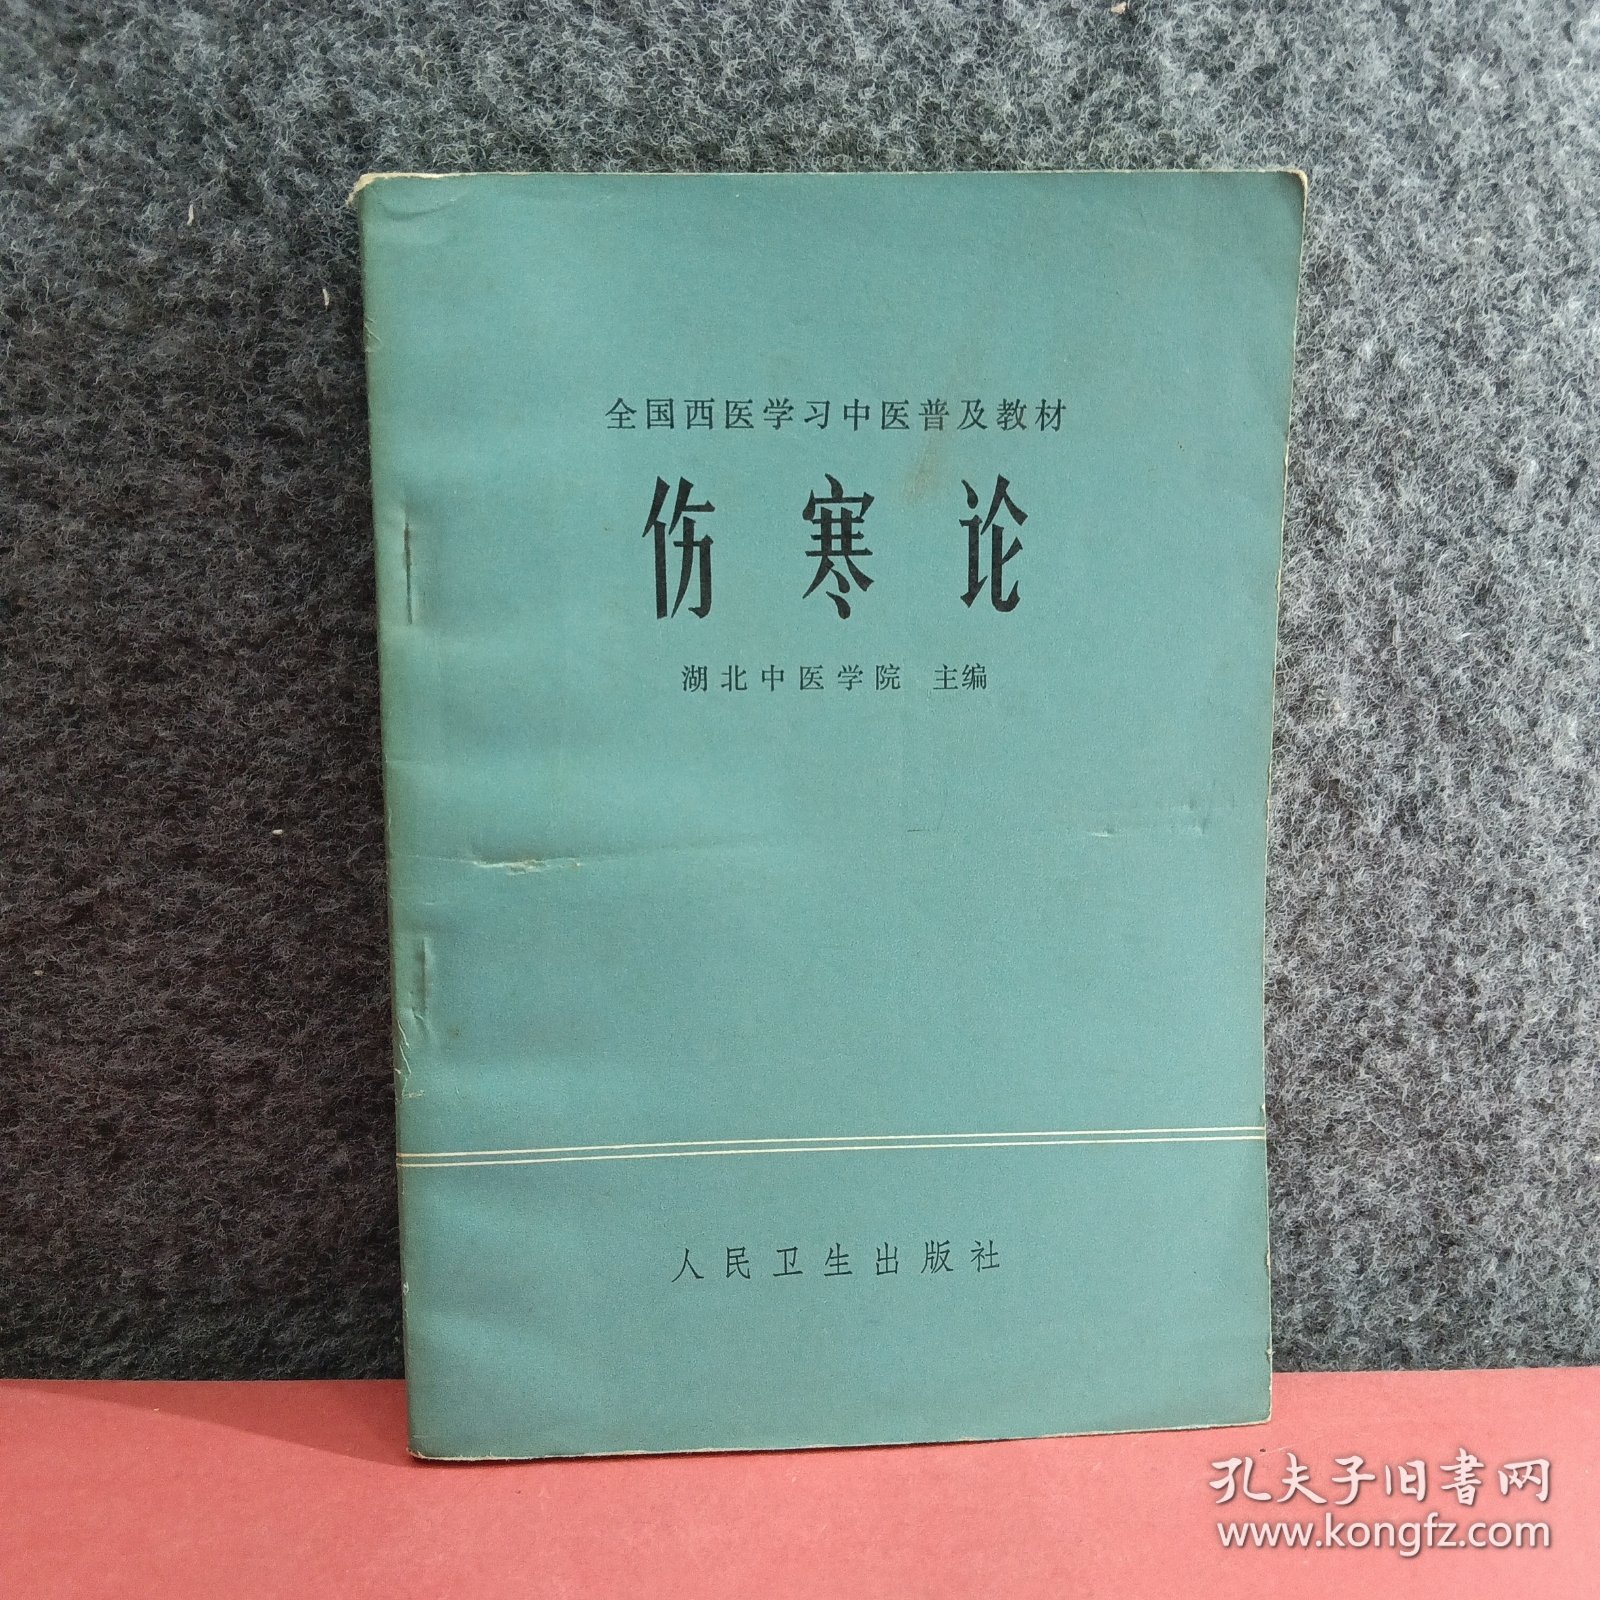 全国西医学习中医普及教材
伤寒论
湖北中医学院 主编
人民卫生出版社
孔夫子旧书网
www.kongfz.com